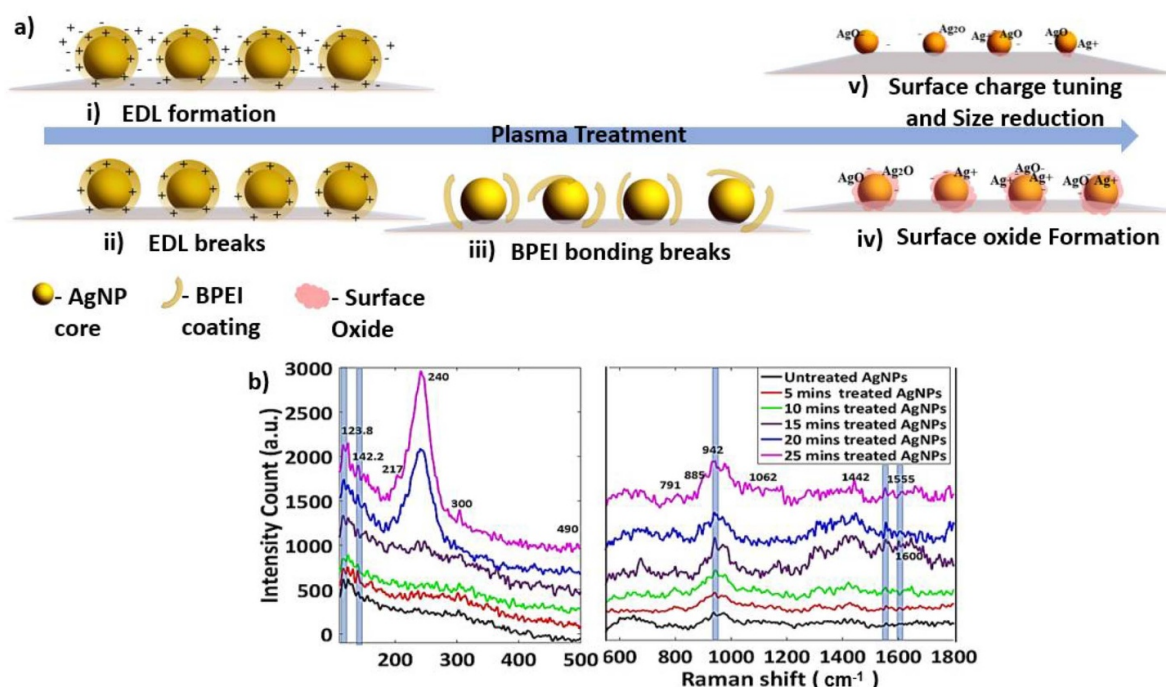 a)
i) EDL formation
AgO- Ag2O Ag+ AgO AgO Ag+
v) Surface charge tuning
and Size reduction
Plasma Treatment
ii) EDL breaks
iii) BPEI bonding breaks
AgO Ag2O Ag+ Ag+ AgO- Ag+ AgO- Ag+
iv) Surface oxide Formation
- AgNP
core
- BPEI
coating
- Surface
Oxide
b)
Intensity Count (a.u.)
3000
2500
2000
1500
1000
500
0
123.8
142.2
217
240
300
490
200 300 400 500
Untreated AgNPs
5 mins treated AgNPs
10 mins treated AgNPs
15 mins treated AgNPs
20 mins treated AgNPs
25 mins treated AgNPs
791
885
942
1062
1442
1555
1600
600 800 1000 1200 1400 1600 1800
Raman shift ( cm-1 )